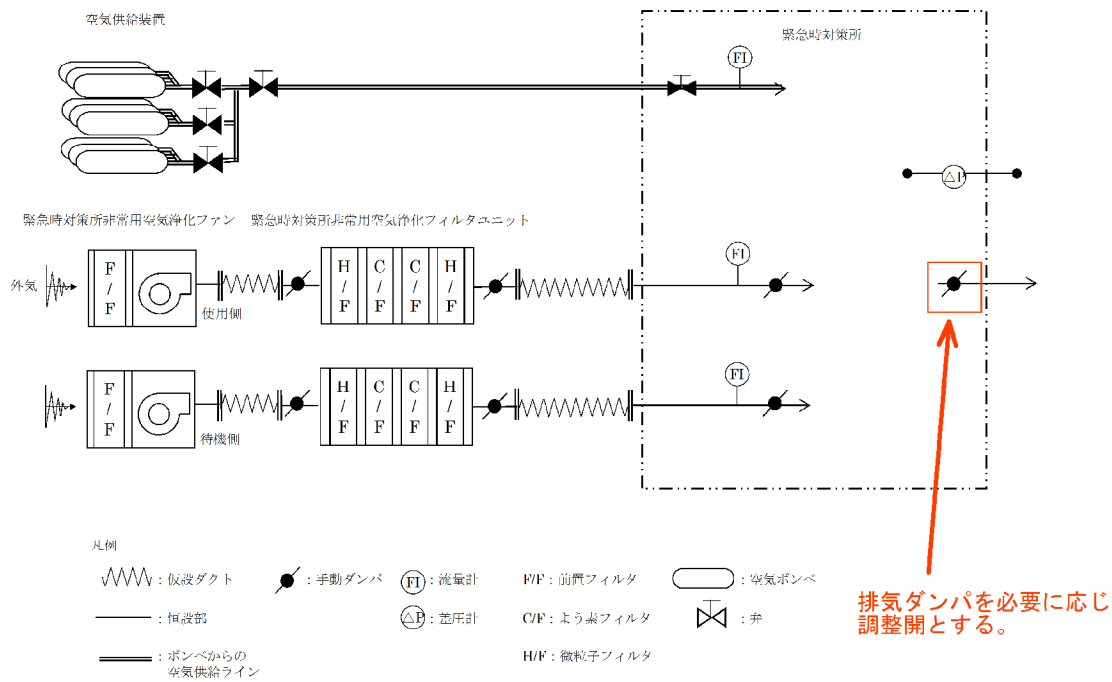 空気供給装置
緊急時対策所
FI
△P
緊急時対策所非常用空気浄化ファン
緊急時対策所非常用空気浄化フィルタユニット
外気
F/F
使用側
H/F
C/F
C/F
H/F
FI
F/F
待機側
H/F
C/F
C/F
H/F
FI
凡例
：仮設ダクト
：手動ダンパ
FI：流量計
F/F：前置フィルタ
：空気ボンベ
：恒設部
△P：差圧計
C/F：よう素フィルタ
：弁
：ボンベからの
空気供給ライン
H/F：微粒子フィルタ
排気ダンパを必要に応じ
調整開とする。